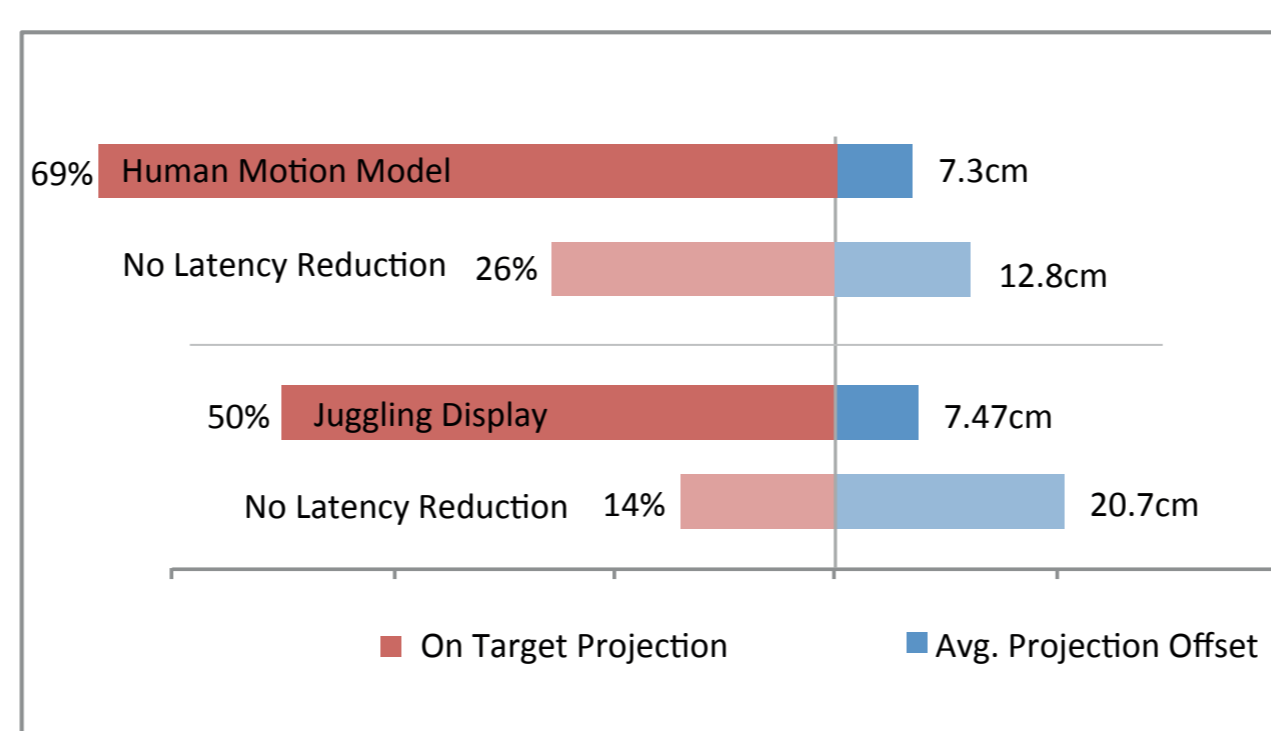 69% Human Motion Model 7.3cm
No Latency Reduction 26% 12.8cm
50% Juggling Display 7.47cm
No Latency Reduction 14% 20.7cm
On Target Projection Avg. Projection Offset